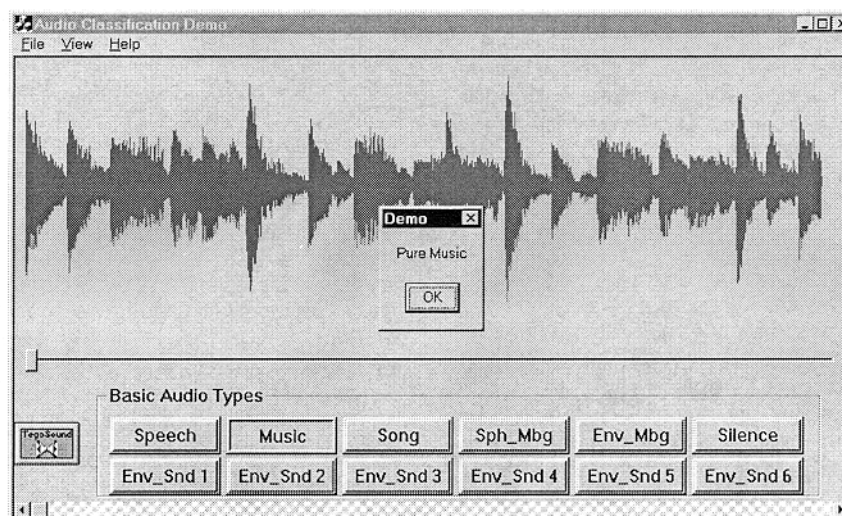 Audio Classification Demo
File View Help
Demo
Pure Music
OK
Basic Audio Types
Speech Music Song Sph_Mbg Env_Mbg Silence
Env_Snd 1 Env_Snd 2 Env_Snd 3 Env_Snd 4 Env_Snd 5 Env_Snd 6